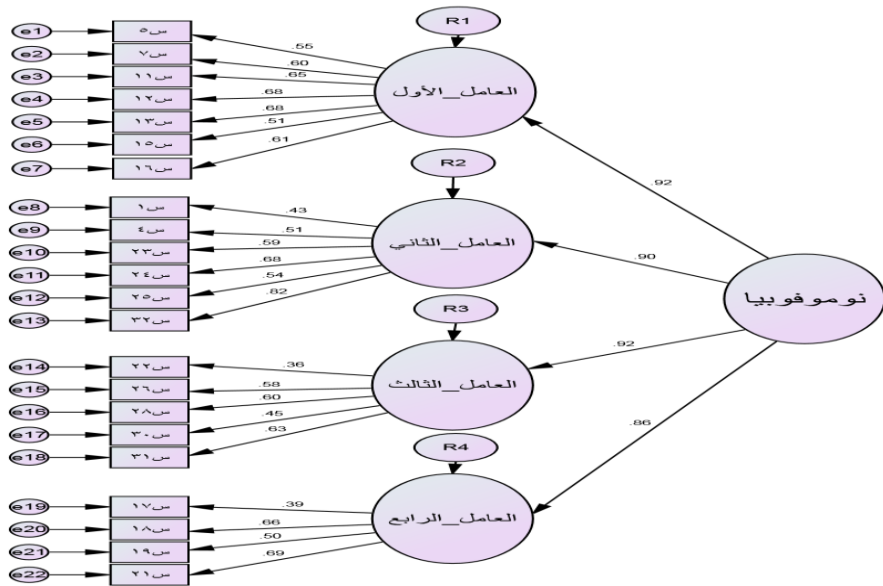 R1
e1
س٥
.55
e2
س٧
.60
e3
س١١
.65
العامل_الأول
e4
س١٢
.68
e5
س١٣
.68
e6
س١٥
.51
e7
س١٦
.61
.92
R2
e8
س١
.43
e9
س٤
.51
e10
س٢٣
.59
العامل_الثاني
.90
e11
س٢٤
.68
e12
س٢٥
.54
e13
س٣٢
.82
نوموفوبيا
R3
e14
س٢٢
.36
.92
e15
س٢٦
.58
العامل_الثالث
e16
س٢٨
.60
e17
س٣٠
.45
e18
س٣١
.63
.86
R4
e19
س١٧
.39
e20
س١٨
.66
العامل_الرابع
e21
س١٩
.50
e22
س٢١
.69